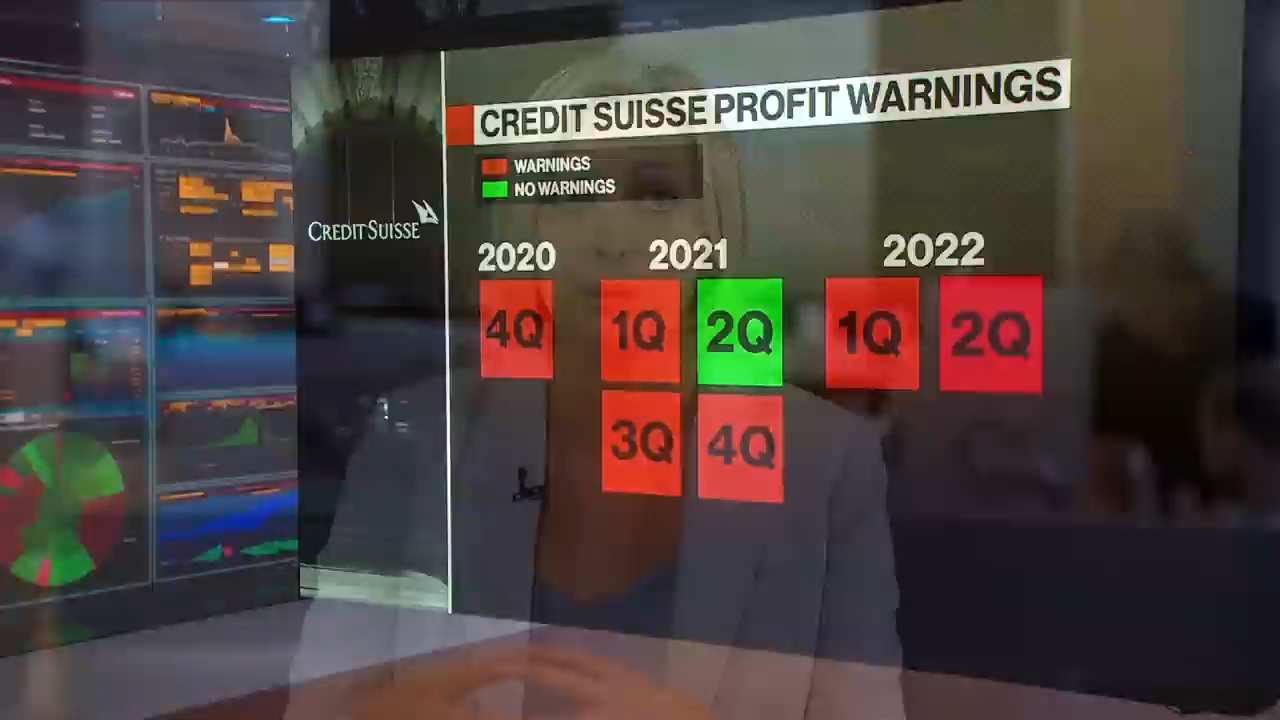 CREDIT SUISSE PROFIT WARNINGS
WARNINGS
NO WARNINGS
CREDIT SUISSE
2020 2021 2022
4Q 1Q 2Q 1Q 2Q
3Q 4Q